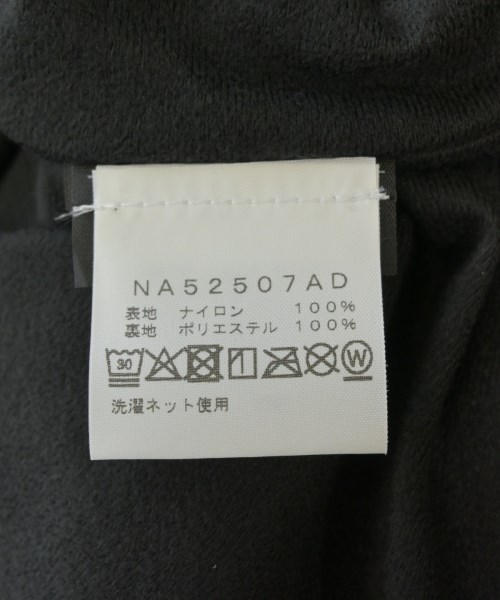 NA52507AD
表地 ナイロン 100%
裏地 ポリエステル 100%
30 W
洗濯ネット使用